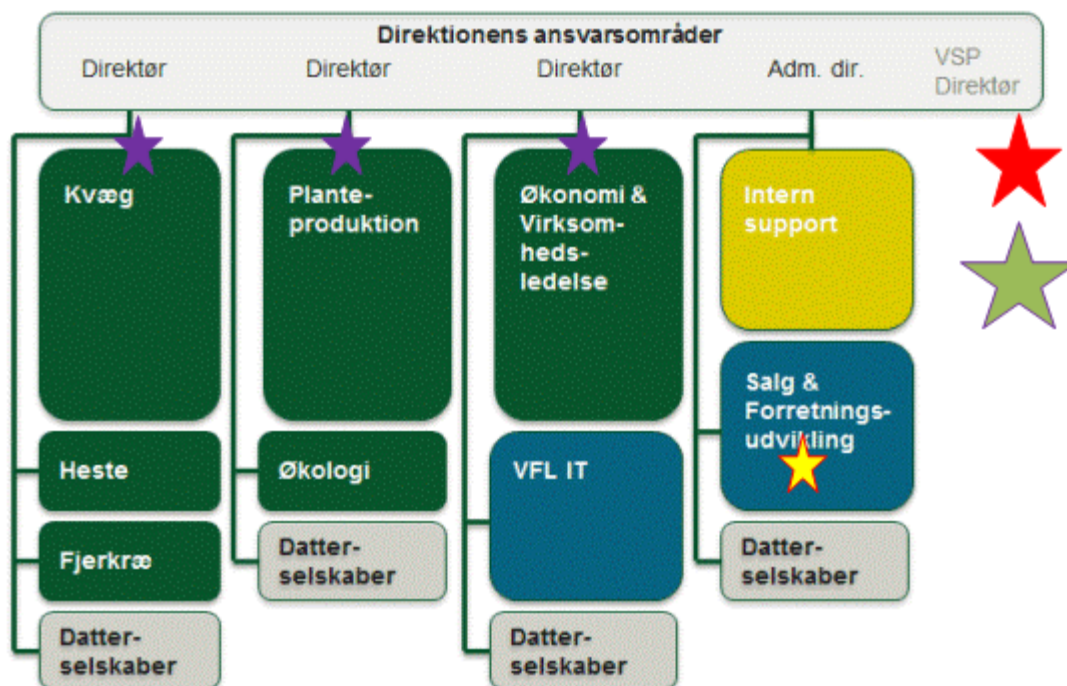 Direktionens ansvarsområder
Direktør
Direktør
Direktør
Adm. dir.
VSP
Direktør
Kvæg
Heste
Fjerkræ
Datter-
selskaber
Plante-
produktion
Økologi
Datter-
selskaber
Økonomi &
Virksom-
heds-
ledelse
VFL IT
Datter-
selskaber
Intern
support
Salg &
Forretnings-
udvikling
Datter-
selskaber